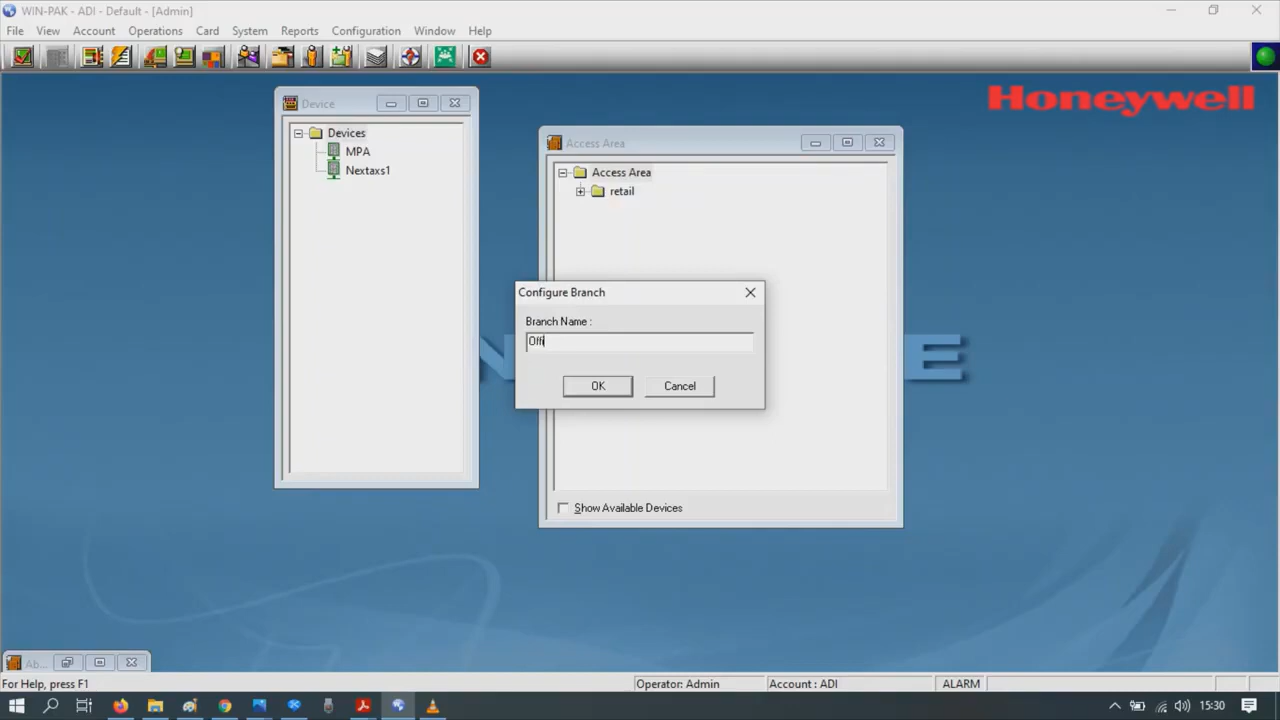 WIN-PAK - ADI - Default - [Admin]
File View Account Operations Card System Reports Configuration Window Help
Honeywell
Device
Devices
MPA
Nextaxs1
Access Area
Access Area
retail
Configure Branch
Branch Name :
Offi
OK Cancel
N E
Show Available Devices
Ab...
For Help, press F1
Operator: Admin
Account : ADI
ALARM
15:30